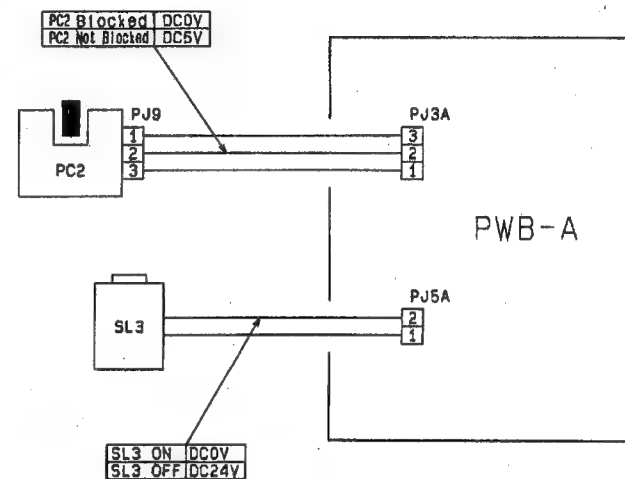 PC2 Blocked DC0V
PC2 Not Blocked DC5V
PJ9
PJ3A
1
2
3
3
2
1
PC2
PWB-A
PJ5A
SL3
2
1
SL3 ON DC0V
SL3 OFF DC24V